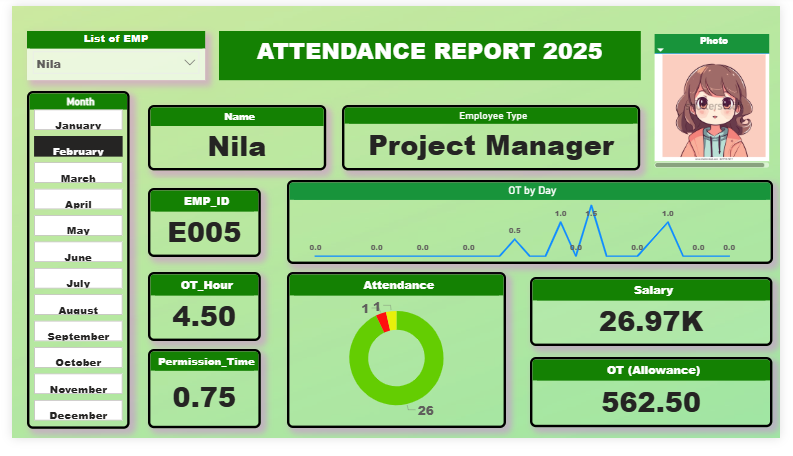 List of EMP
Nila
ATTENDANCE REPORT 2025
Photo
Month
January
February
March
April
May
June
July
August
September
October
November
December
Name
Nila
Employee Type
Project Manager
EMP_ID
E005
OT by Day
0.0 0.0 0.0 0.0 0.5 1.0 0.0 1.5 0.0 1.0 0.0 0.0
OT_Hour
4.50
Attendance
1 1
26
Salary
26.97K
Permission_Time
0.75
OT (Allowance)
562.50